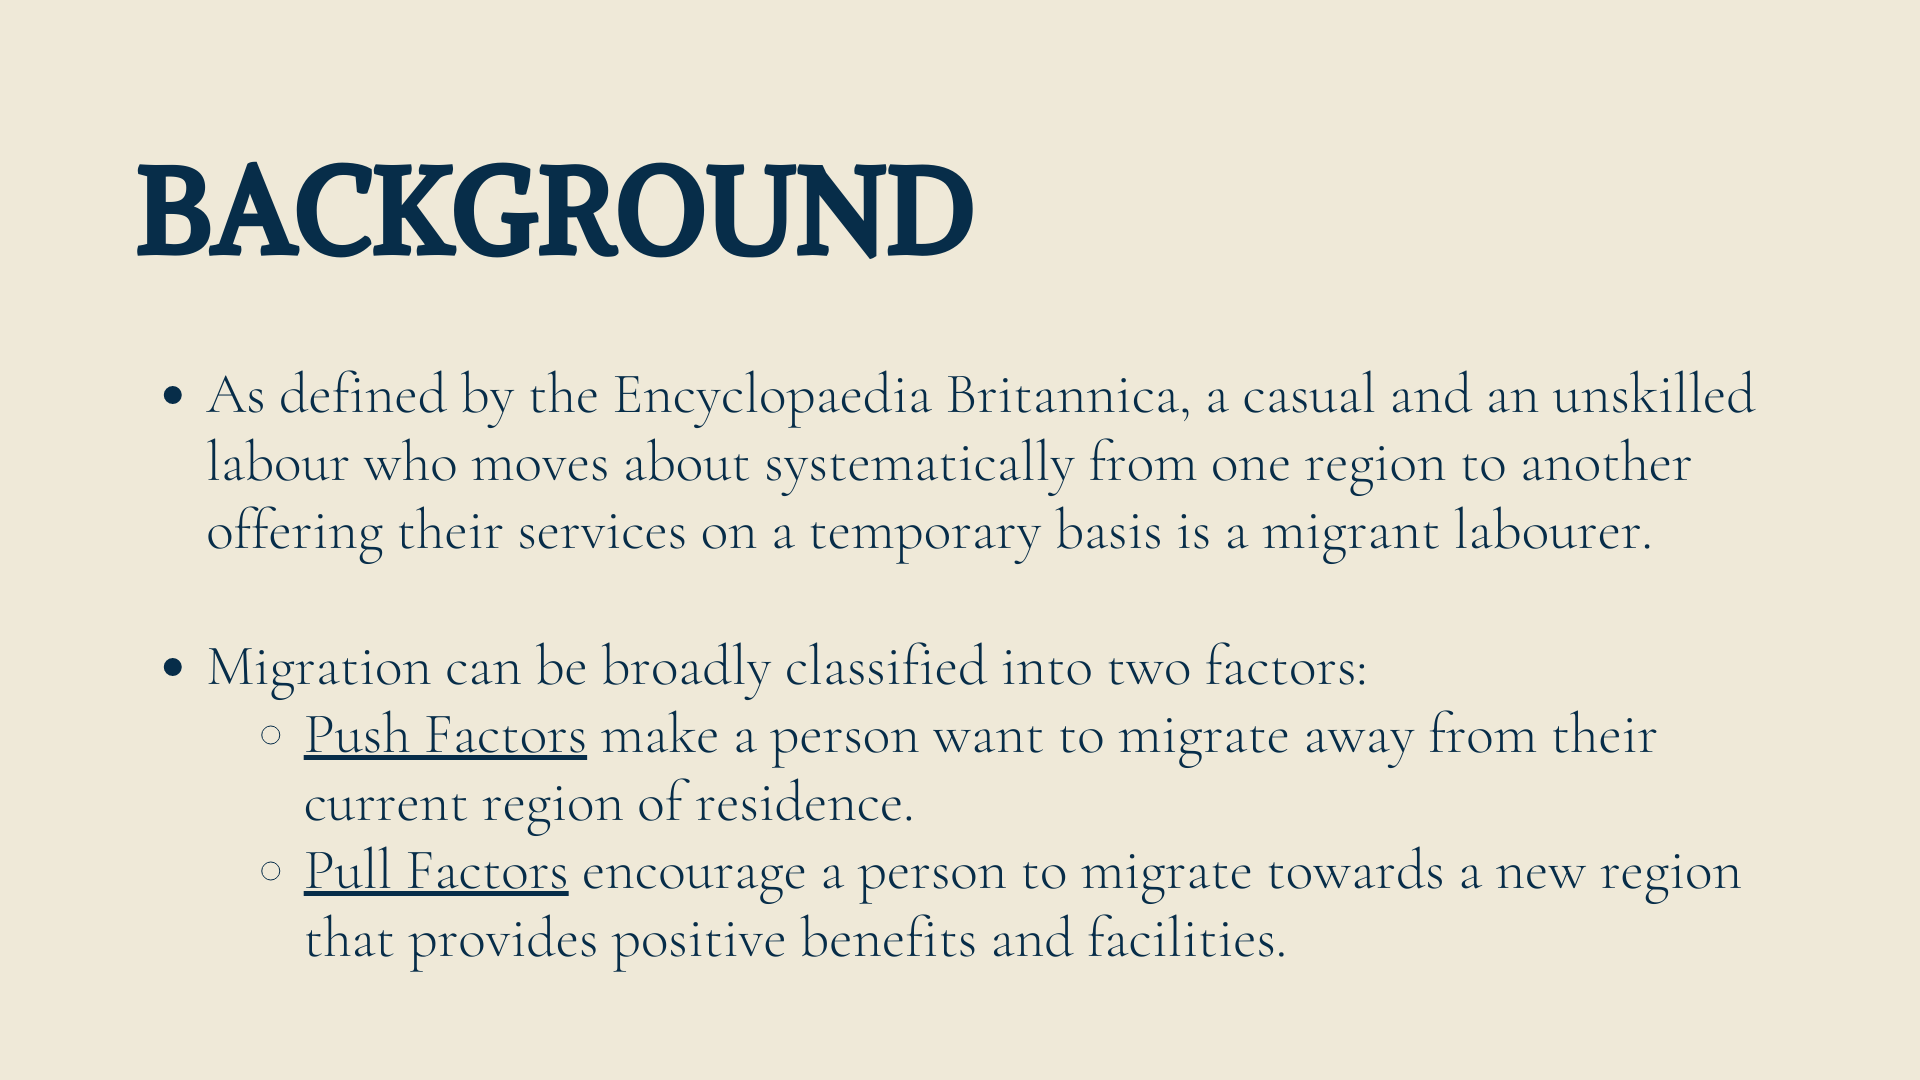 BACKGROUND
• As defined by the Encyclopaedia Britannica, a casual and an unskilled
labour who moves about systematically from one region to another
offering their services on a temporary basis is a migrant labourer.
• Migration can be broadly classified into two factors:
○ Push Factors make a person want to migrate away from their
current region of residence.
○ Pull Factors encourage a person to migrate towards a new region
that provides positive benefits and facilities.